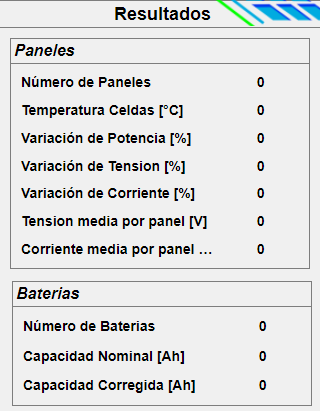 Resultados
Paneles
Número de Paneles 0
Temperatura Celdas [°C] 0
Variación de Potencia [%] 0
Variación de Tension [%] 0
Variación de Corriente [%] 0
Tension media por panel [V] 0
Corriente media por panel ... 0
Baterias
Número de Baterias 0
Capacidad Nominal [Ah] 0
Capacidad Corregida [Ah] 0